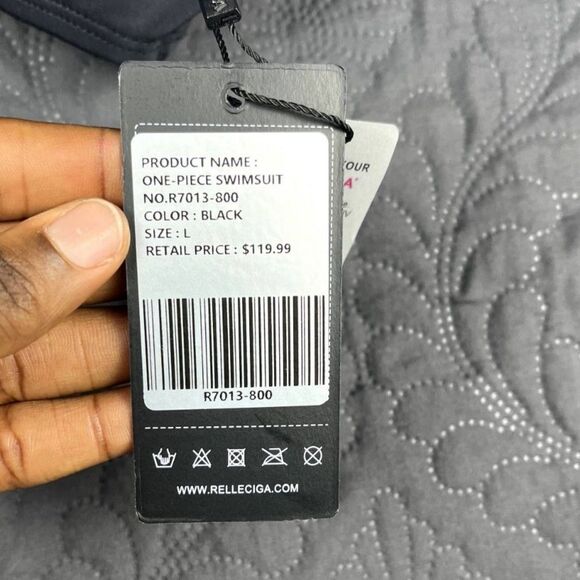 PRODUCT NAME :
ONE-PIECE SWIMSUIT
NO.R7013-800
COLOR : BLACK
SIZE : L
RETAIL PRICE : $119.99
R7013-800
WWW.RELLECIGA.COM
OUR